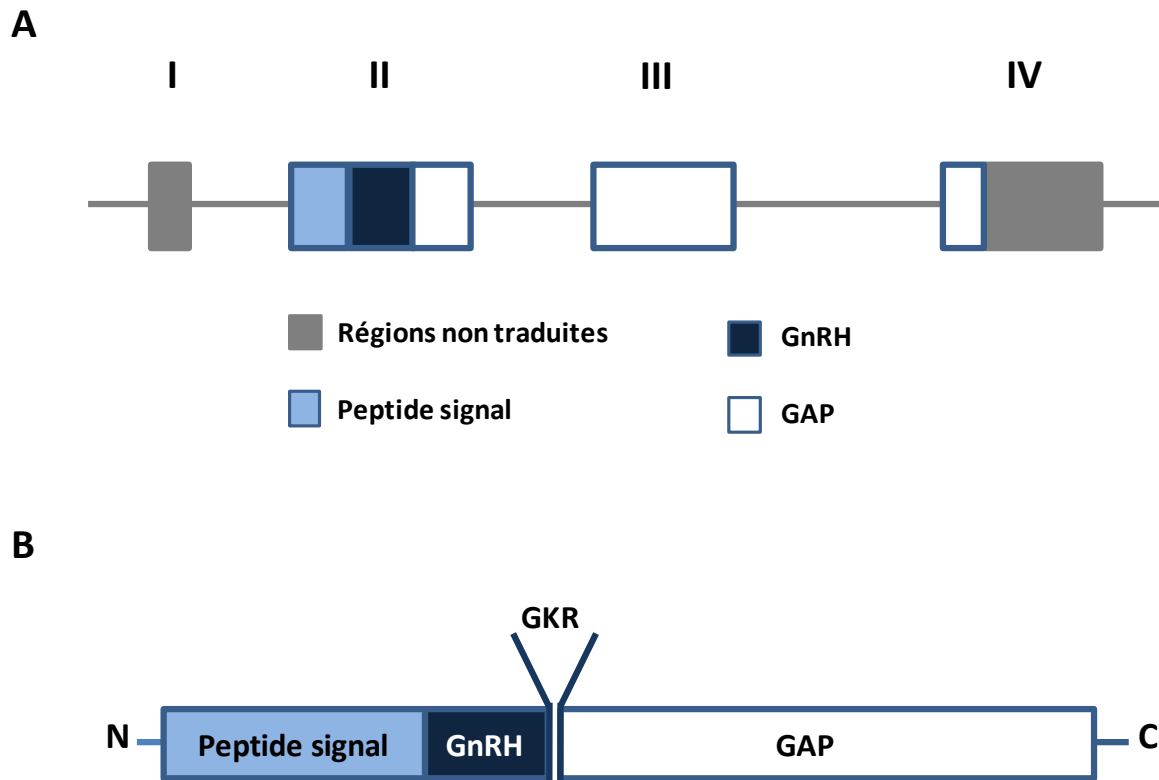 A
I II III IV
Régions non traduites GnRH
Peptide signal GAP
B
GKR
N Peptide signal GnRH GAP C